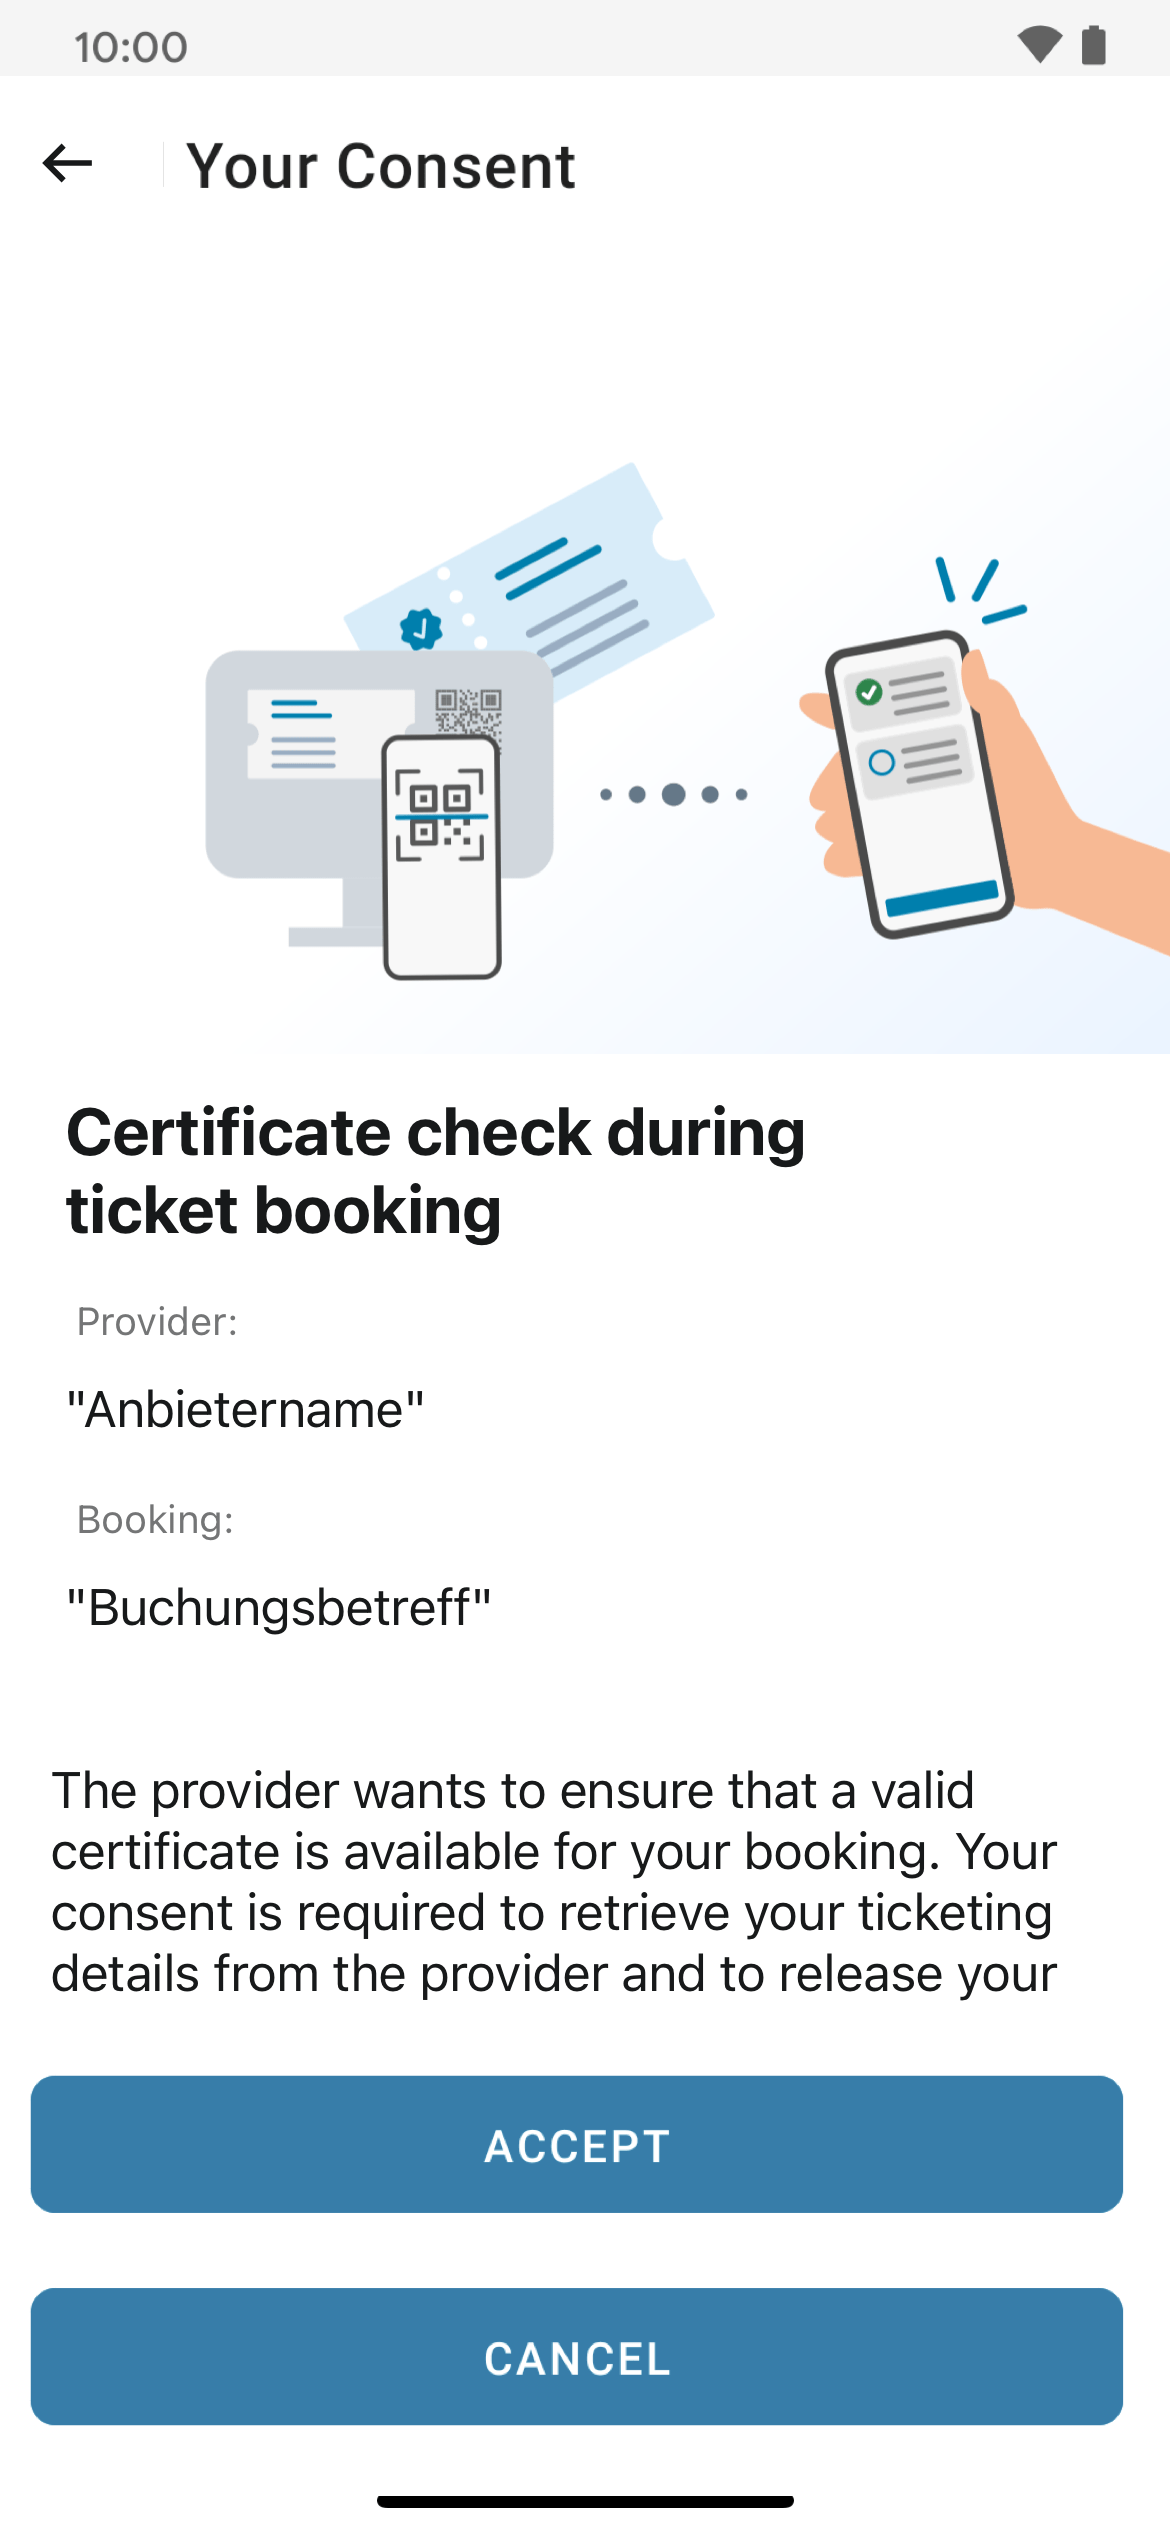 10:00
Your Consent
Certificate check during
ticket booking
Provider:
"Anbietername"
Booking:
"Buchungsbetreff"
The provider wants to ensure that a valid
certificate is available for your booking. Your
consent is required to retrieve your ticketing
details from the provider and to release your
ACCEPT
CANCEL